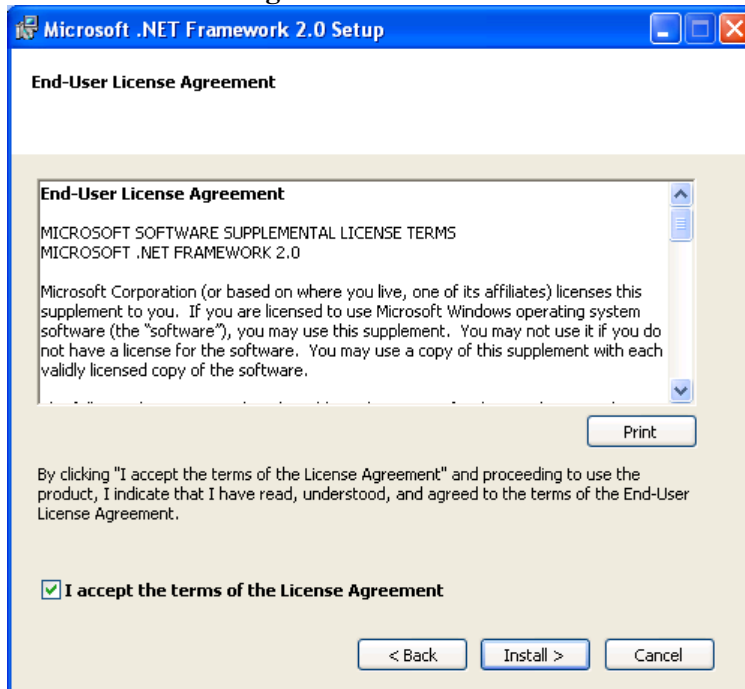 Microsoft .NET Framework 2.0 Setup
End-User License Agreement
End-User License Agreement
MICROSOFT SOFTWARE SUPPLEMENTAL LICENSE TERMS
MICROSOFT .NET FRAMEWORK 2.0
Microsoft Corporation (or based on where you live, one of its affiliates) licenses this
supplement to you.  If you are licensed to use Microsoft Windows operating system
software (the “software”), you may use this supplement.  You may not use it if you do
not have a license for the software.  You may use a copy of this supplement with each
validly licensed copy of the software.
Print
By clicking "I accept the terms of the License Agreement" and proceeding to use the
product, I indicate that I have read, understood, and agreed to the terms of the End-User
License Agreement.
I accept the terms of the License Agreement
< Back
Install >
Cancel